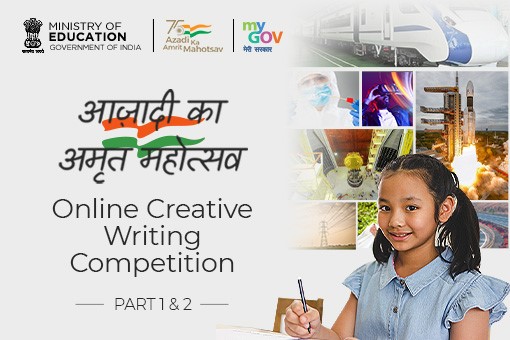 MINISTRY OF
EDUCATION
GOVERNMENT OF INDIA
75
Azadi Ka
Amrit Mahotsav
my
GOV
मेरी सरकार
आज़ादी का
अमृत महोत्सव
Online Creative
Writing
Competition
PART 1 & 2